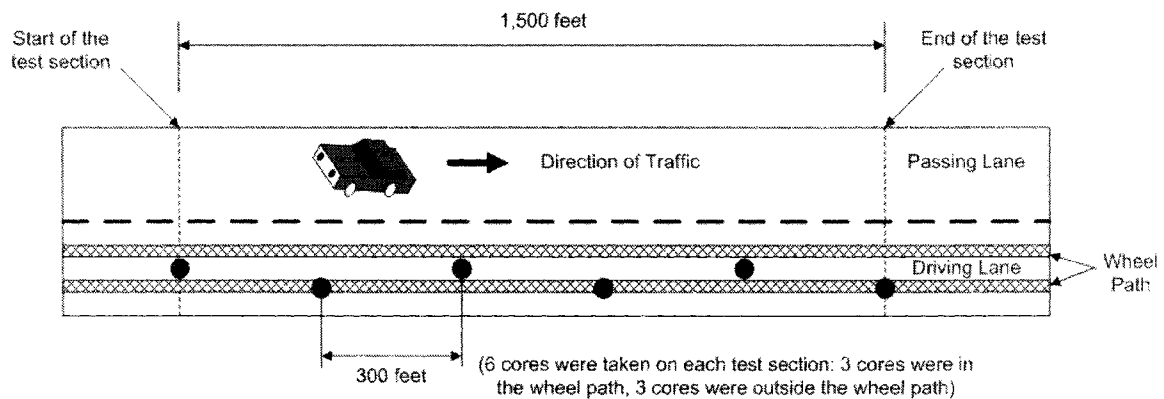 1,500 feet
Start of the
test section
End of the test
section
Direction of Traffic
Passing Lane
Driving Lane
Wheel
Path
300 feet
(6 cores were taken on each test section: 3 cores were in
the wheel path, 3 cores were outside the wheel path)